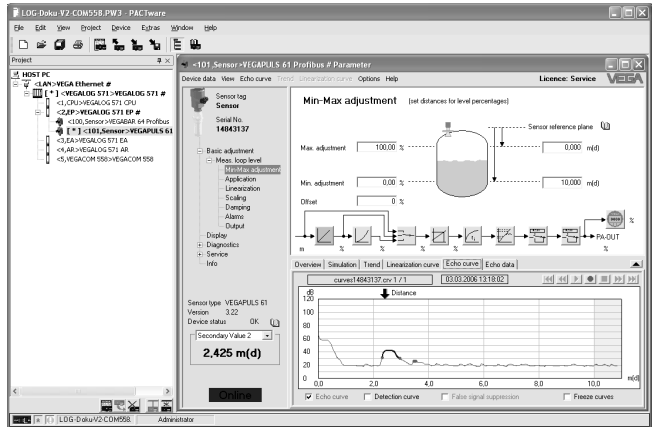 LOG-Doku-V2-COM558.PW3 - PACTware
File Edit View Project Device Extras Window Help
Project
HOST PC
<LAN>VEGA Ethernet #
[ * ] <VEGALOG 571 #>VEGALOG 571 #
<1,CPU>VEGALOG 571 CPU
<2,EP>VEGALOG 571 EP #
<100,Sensor>VEGABAR 64 Profibus
[ * ] <101,Sensor>VEGAPULS 61
<3,EA>VEGALOG 571 EA
<4,AR>VEGALOG 571 AR
<5,VEGACOM 558>VEGACOM 558
<101,Sensor>VEGAPULS 61 Profibus # Parameter
Device data View Echo curve Trend Linearization curve Options Help
Licence: Service
VEGA
Sensor tag
Sensor
Serial No.
14843137
Basic adjustment
Meas. loop level
Min-Max adjustment
Application
Linearization
Scaling
Damping
Alarms
Output
Display
Diagnostics
Service
Info
Sensor type VEGAPULS 61
Version 3.22
Device status OK
Secondary Value 2
2,425 m(d)
Online
Min-Max adjustment (set distances for level percentages)
Sensor reference plane
Max. adjustment 100,00 % 0,000 m(d)
Min. adjustment 0,00 % 10,000 m(d)
Offset 0 %
%
PA-OUT
m % % % % %
Overview Simulation Trend Linearization curve Echo curve Echo data
curves14843137.crv 1 / 1 03.03.2006 13:18:02
dB
Distance
120
100
80
60
40
20
0
0,0 2,0 4,0 6,0 8,0 10,0 m(d)
Echo curve Detection curve False signal suppression Freeze curves
LOG-Doku-V2-COM558. Administrator